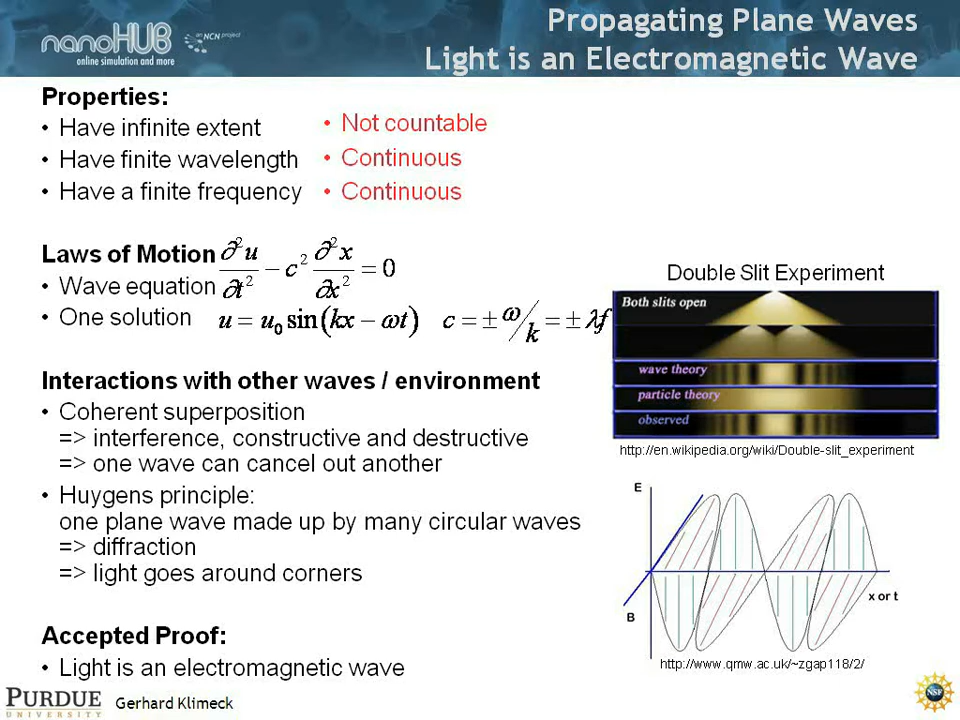 nanoHUB
an NCN project
online simulation and more
Propagating Plane Waves
Light is an Electromagnetic Wave
Properties:
• Have infinite extent
• Have finite wavelength
• Have a finite frequency
• Not countable
• Continuous
• Continuous
Laws of Motion ∂²u/∂t² − c² ∂²x/∂x² = 0
• Wave equation
• One solution u = u₀ sin(kx − ωt) c = ± ω/k = ± λf
Interactions with other waves / environment
• Coherent superposition
=> interference, constructive and destructive
=> one wave can cancel out another
• Huygens principle:
one plane wave made up by many circular waves
=> diffraction
=> light goes around corners
Accepted Proof:
• Light is an electromagnetic wave
Double Slit Experiment
Both slits open
wave theory
particle theory
observed
http://en.wikipedia.org/wiki/Double-slit_experiment
E
x or t
B
http://www.qmw.ac.uk/~zgap118/2/
PURDUE
UNIVERSITY
Gerhard Klimeck
NSF